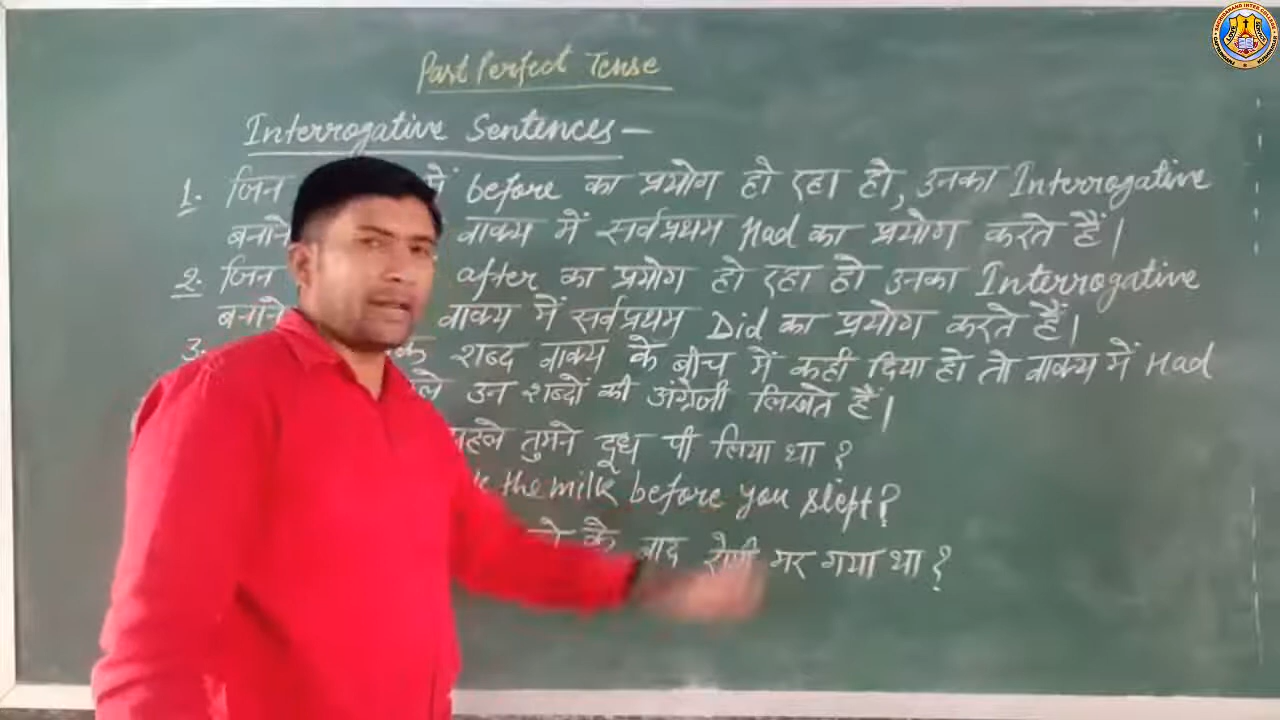 Past Perfect Tense
Interrogative Sentences-
1. जिन में before का प्रयोग हो रहा हो, उनका Interrogative
बनाने वाक्य में सर्वप्रथम Had का प्रयोग करते हैं।
2. जिन after का प्रयोग हो रहा हो उनका Interrogative
बनाने वाक्य में सर्वप्रथम Did का प्रयोग करते हैं।
3. शब्द वाक्य के बीच में कही दिया हो तो वाक्य में Had
उन शब्दों की अंग्रेजी लिखते हैं।
तुमने दूध पी लिया था ?
the milk before you slept?
के बाद रोगी मर गया था ?